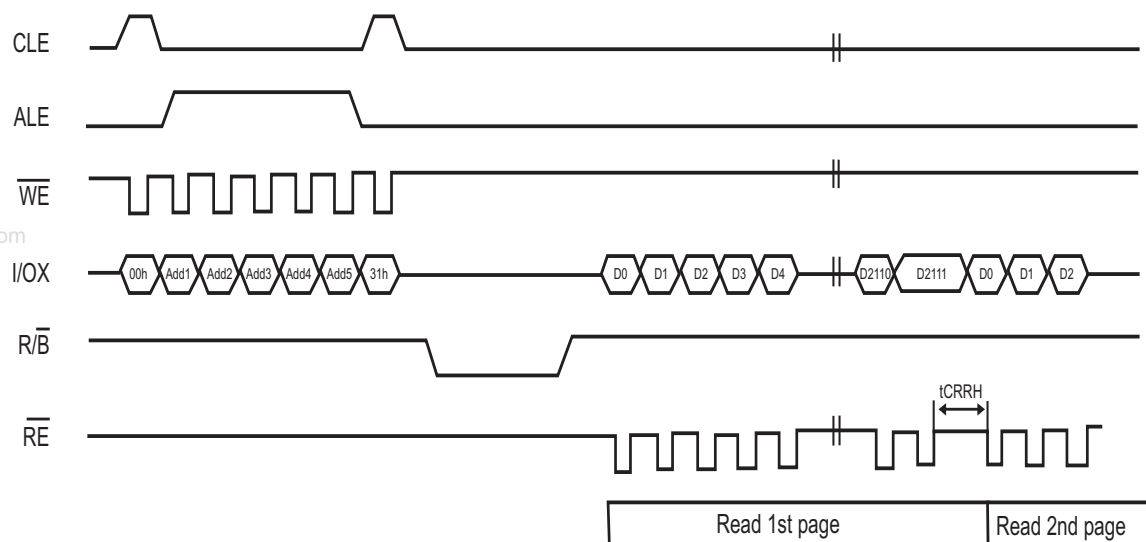 CLE
ALE
WE
om
I/OX 00h Add1 Add2 Add3 Add4 Add5 31h D0 D1 D2 D3 D4 D2110 D2111 D0 D1 D2
R/B
tCRRH
RE
Read 1st page Read 2nd page